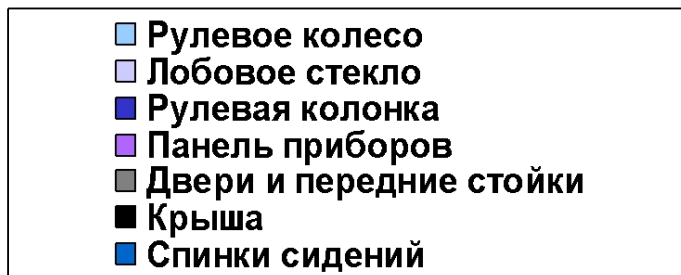 Рулевое колесо
Лобовое стекло
Рулевая колонка
Панель приборов
Двери и передние стойки
Крыша
Спинки сидений